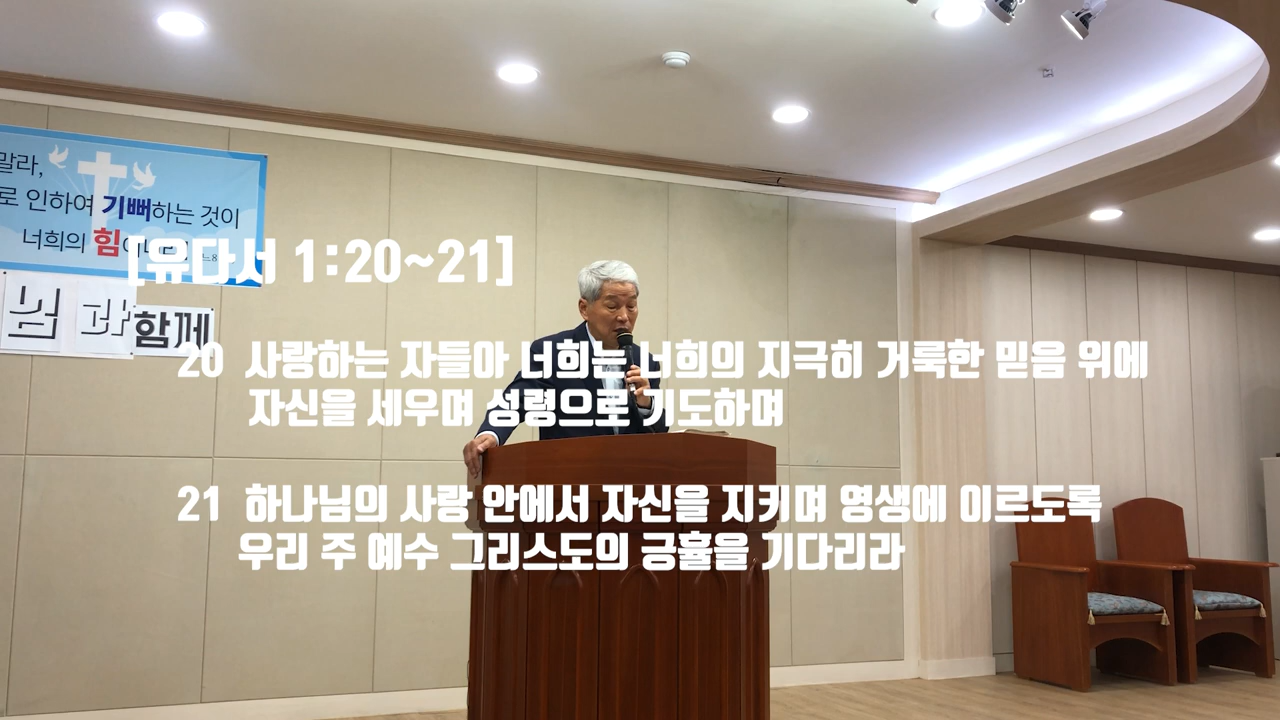 말라,
로 인하여 기뻐하는 것이
너희의 힘이니라
[유다서 1:20~21]
님 과 함께
20 사랑하는 자들아 너희는 너희의 지극히 거룩한 믿음 위에
자신을 세우며 성령으로 기도하며
21 하나님의 사랑 안에서 자신을 지키며 영생에 이르도록
우리 주 예수 그리스도의 긍휼을 기다리라